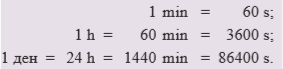 1 min = 60 s;
1 h = 60 min = 3600 s;
1 ден = 24 h = 1440 min = 86400 s.